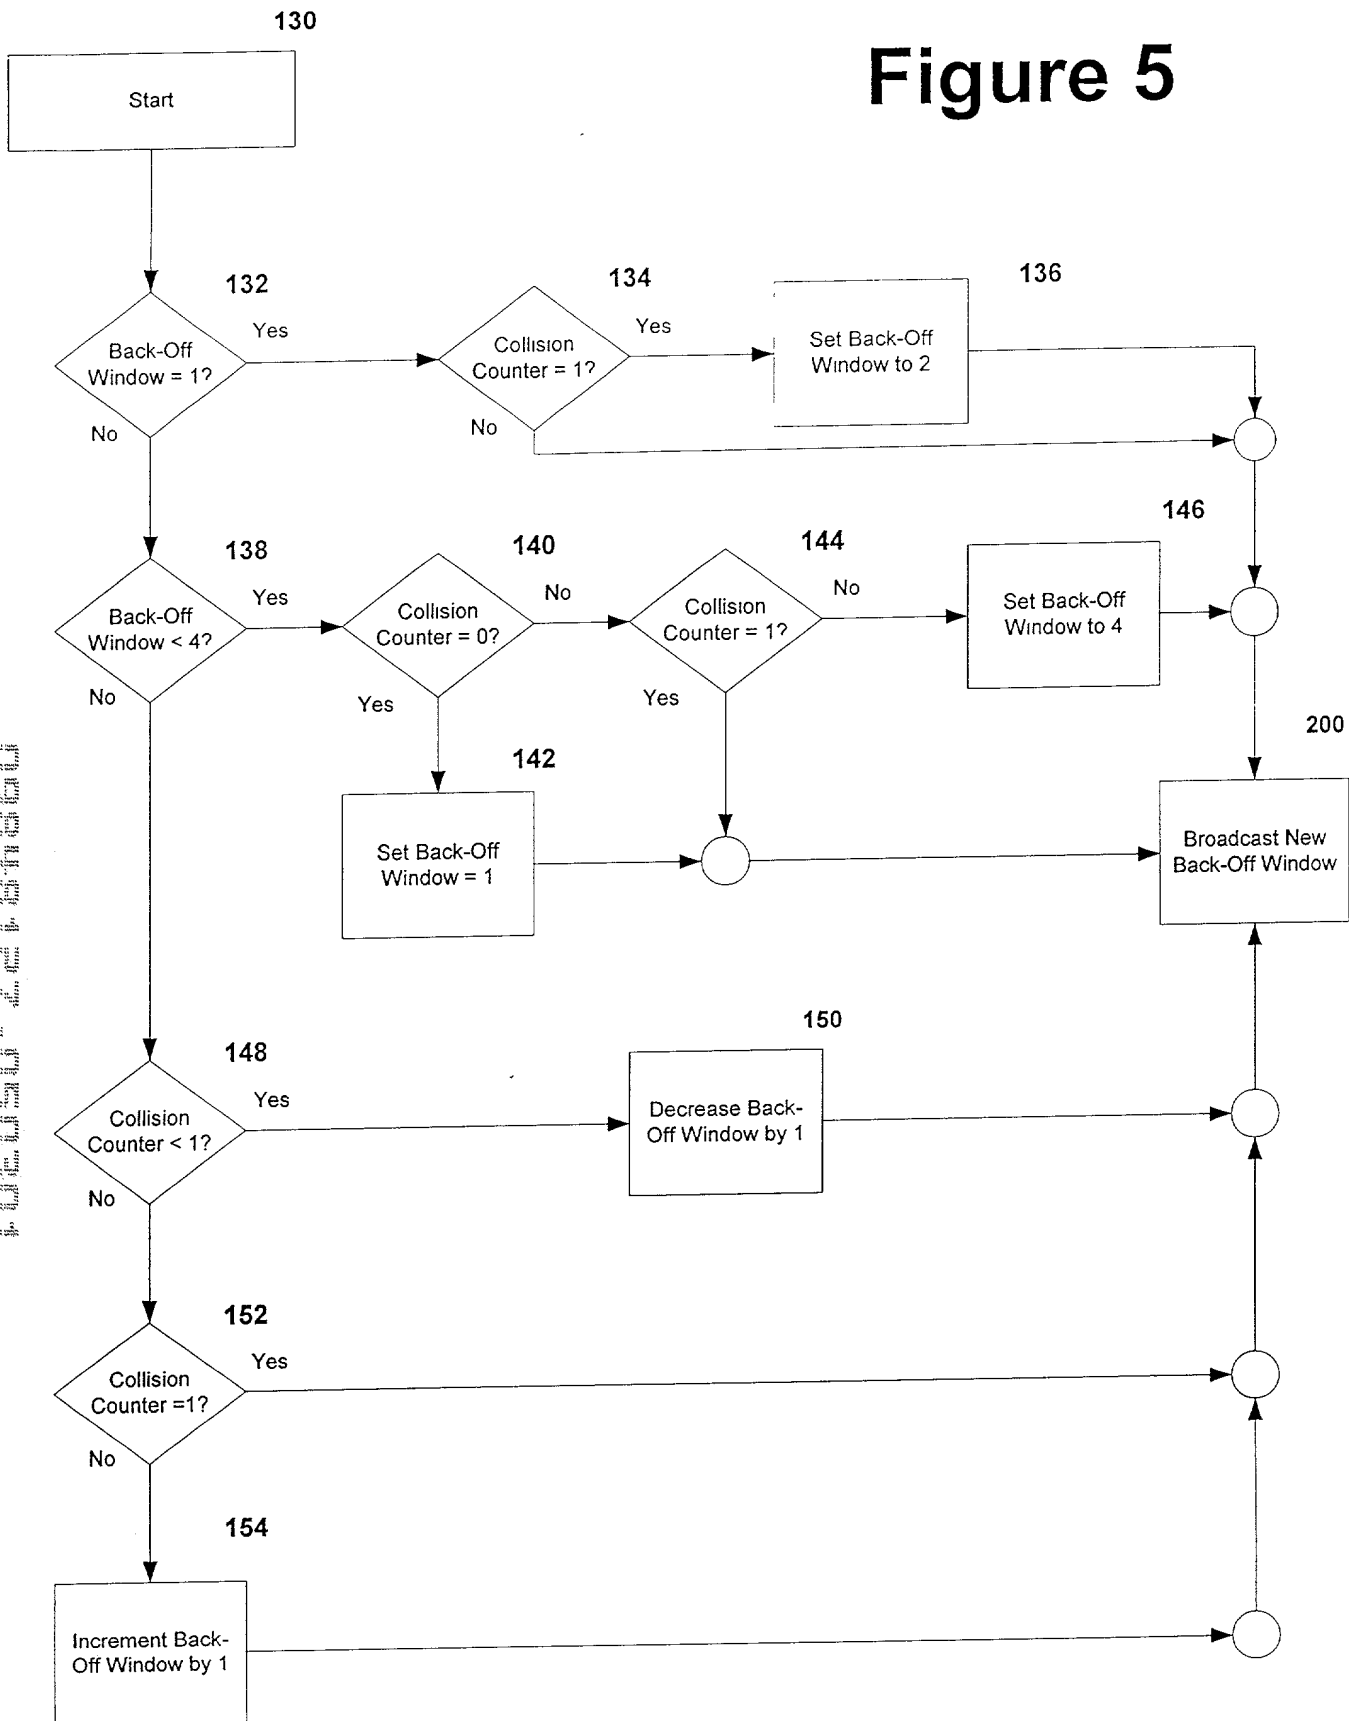 130
Figure 5
Start
132
134
136
Yes
Yes
Back-Off
Window = 1?
Collision
Counter = 1?
Set Back-Off
Window to 2
No
No
138
140
144
146
Yes
No
No
Back-Off
Window < 4?
Collision
Counter = 0?
Collision
Counter = 1?
Set Back-Off
Window to 4
No
Yes
Yes
142
200
Set Back-Off
Window = 1
Broadcast New
Back-Off Window
148
150
Yes
Collision
Counter < 1?
Decrease Back-
Off Window by 1
No
152
Yes
Collision
Counter =1?
No
154
Increment Back-
Off Window by 1